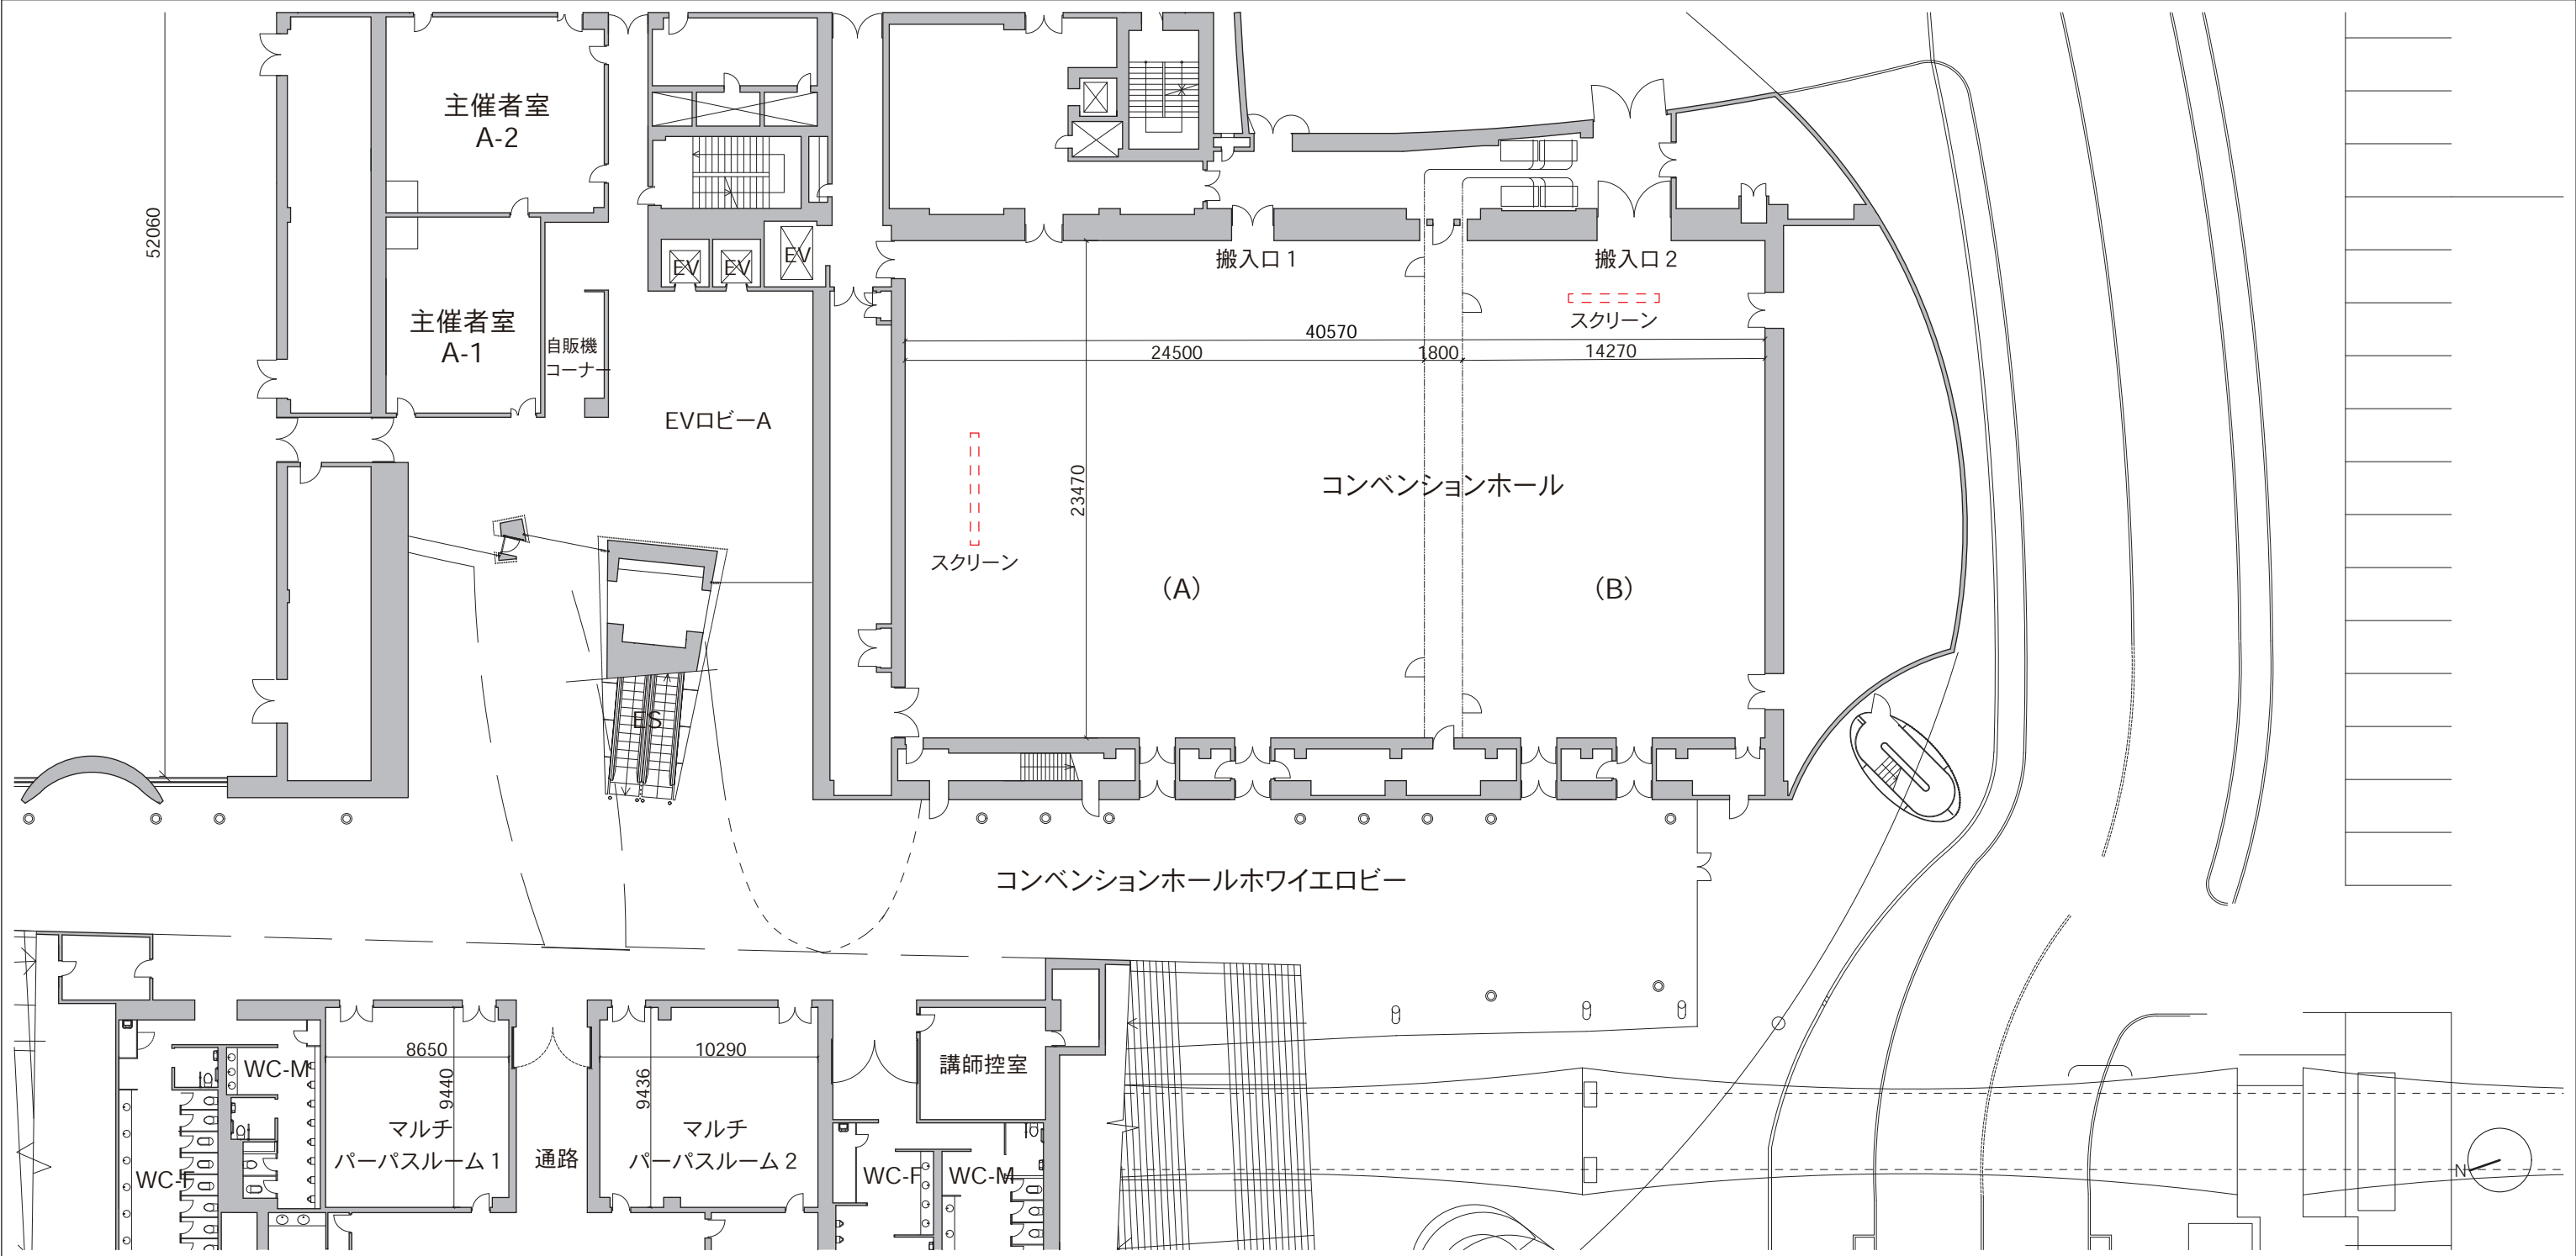 主催者室
A-2
52060
主催者室
A-1
自販機
コーナー
EV
EV
EV
EVロビーA
搬入口 1
搬入口 2
スクリーン
40570
24500
1800
14270
23470
コンベンションホール
スクリーン
(A)
(B)
ES
コンベンションホールホワイエロビー
8650
10290
9440
9436
WC-M
講師控室
マルチ
パーパスルーム 1
通路
マルチ
パーパスルーム 2
WC-F
WC-F
WC-M
N